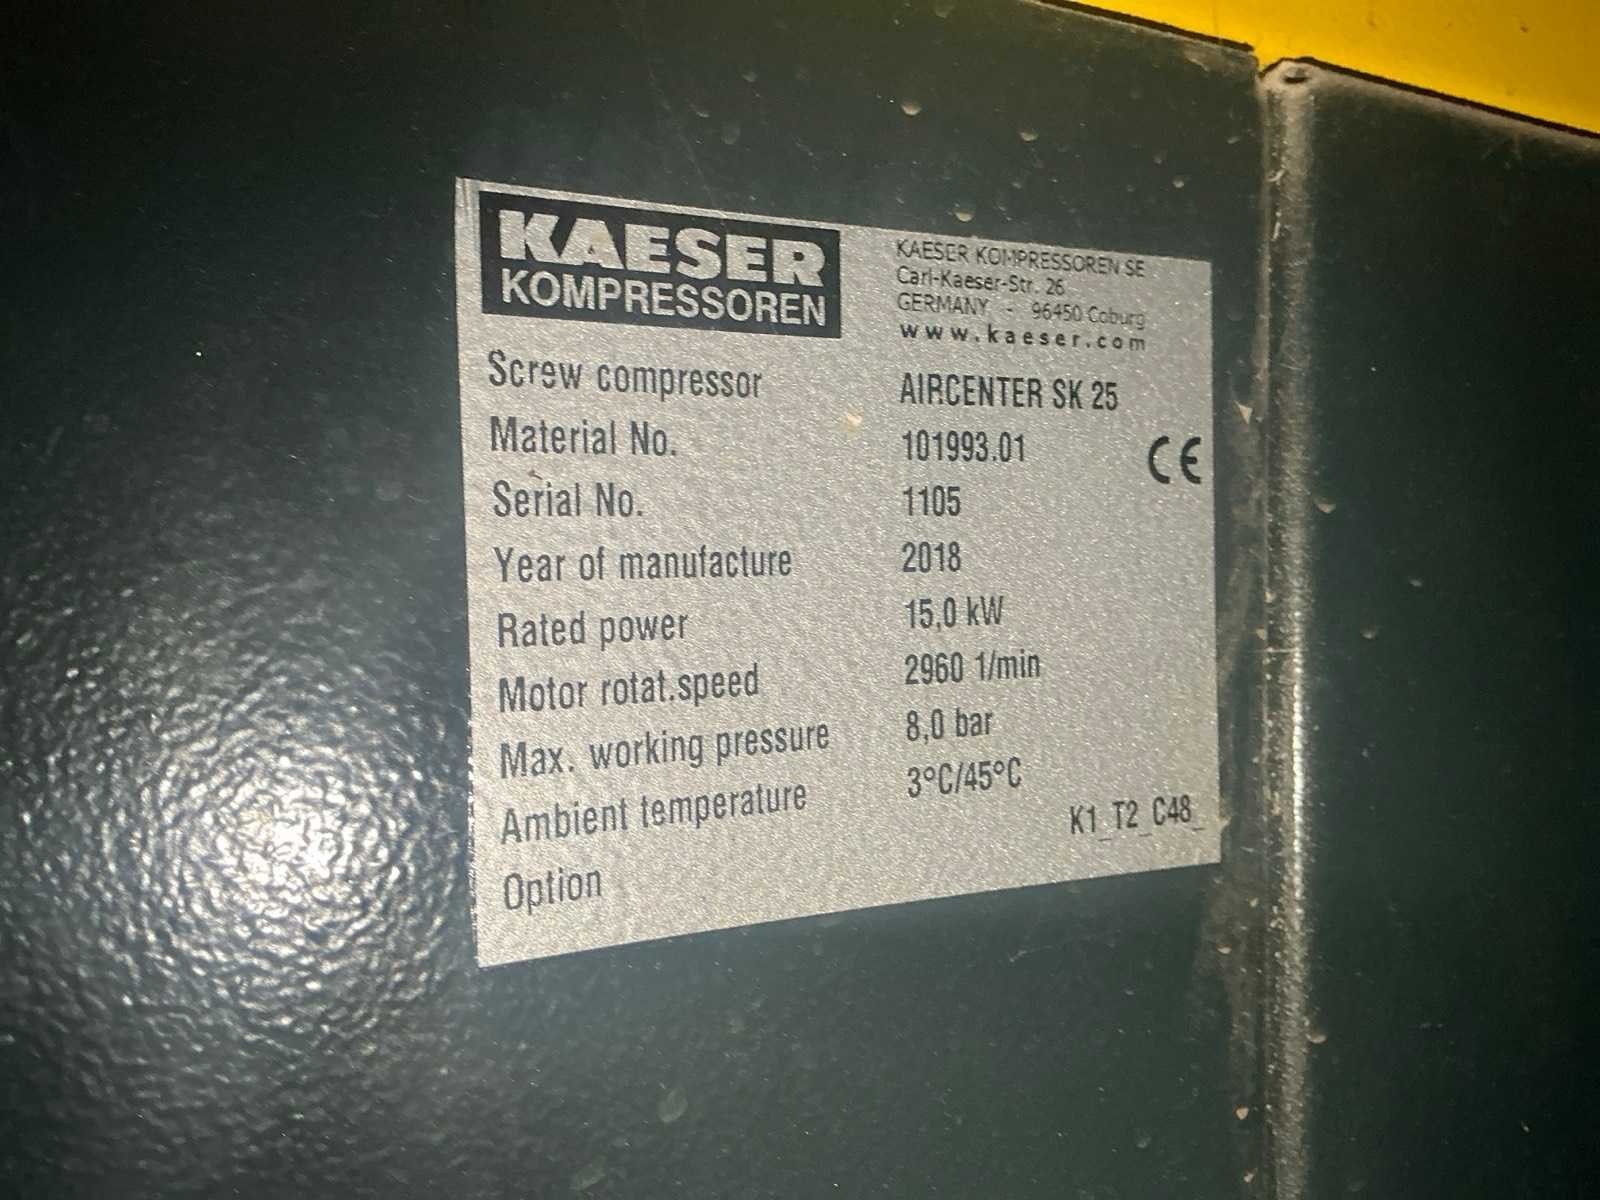 KAESER
KOMPRESSOREN
KAESER KOMPRESSOREN SE
Carl-Kaeser-Str. 26
GERMANY - 96450 Coburg
www.kaeser.com
Screw compressor AIRCENTER SK 25
Material No. 101993.01
CE
Serial No. 1105
Year of manufacture 2018
Rated power 15,0 kW
Motor rotat.speed 2960 1/min
Max. working pressure 8,0 bar
Ambient temperature 3°C/45°C
Option K1_T2_C48_